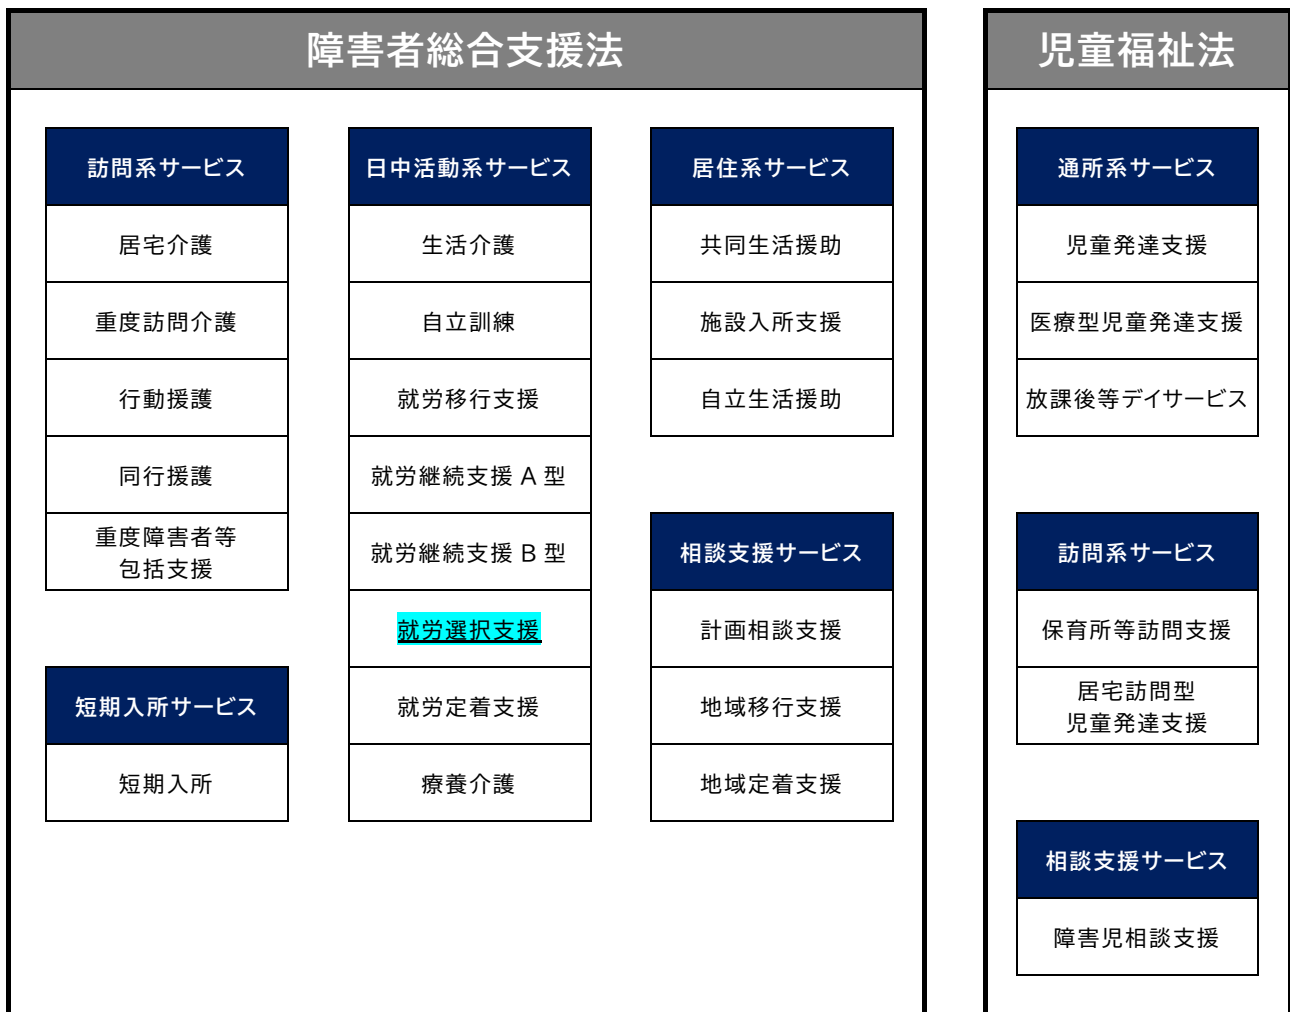 障害者総合支援法
訪問系サービス
居宅介護
重度訪問介護
行動援護
同行援護
重度障害者等
包括支援
短期入所サービス
短期入所
日中活動系サービス
生活介護
自立訓練
就労移行支援
就労継続支援 A 型
就労継続支援 B 型
就労選択支援
就労定着支援
療養介護
居住系サービス
共同生活援助
施設入所支援
自立生活援助
相談支援サービス
計画相談支援
地域移行支援
地域定着支援
児童福祉法
通所系サービス
児童発達支援
医療型児童発達支援
放課後等デイサービス
訪問系サービス
保育所等訪問支援
居宅訪問型
児童発達支援
相談支援サービス
障害児相談支援